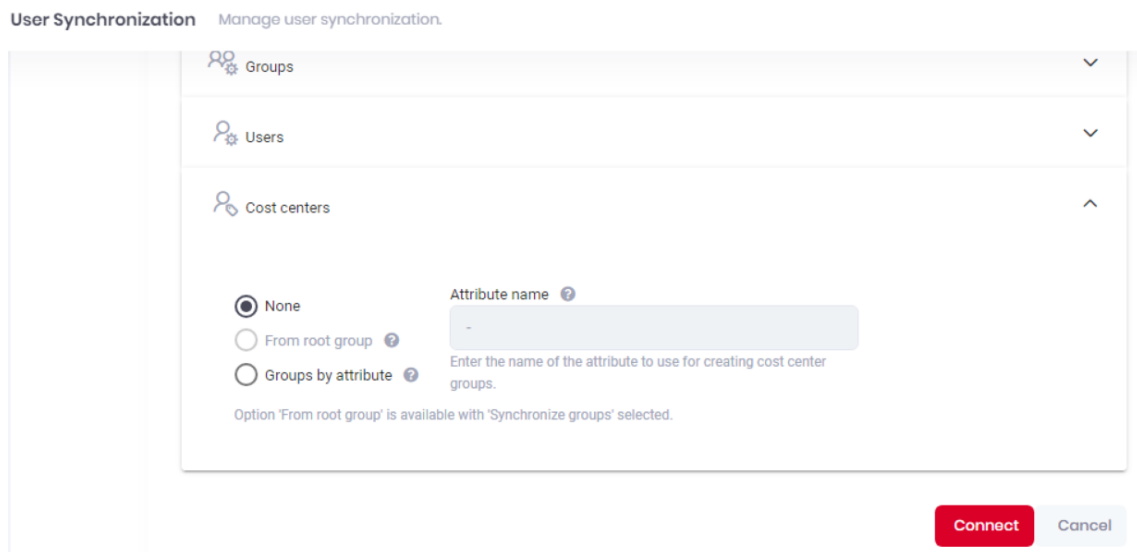 User Synchronization Manage user synchronization.
Groups
Users
Cost centers
None
From root group
Groups by attribute
Attribute name
-
Enter the name of the attribute to use for creating cost center
groups.
Option 'From root group' is available with 'Synchronize groups' selected.
Connect Cancel